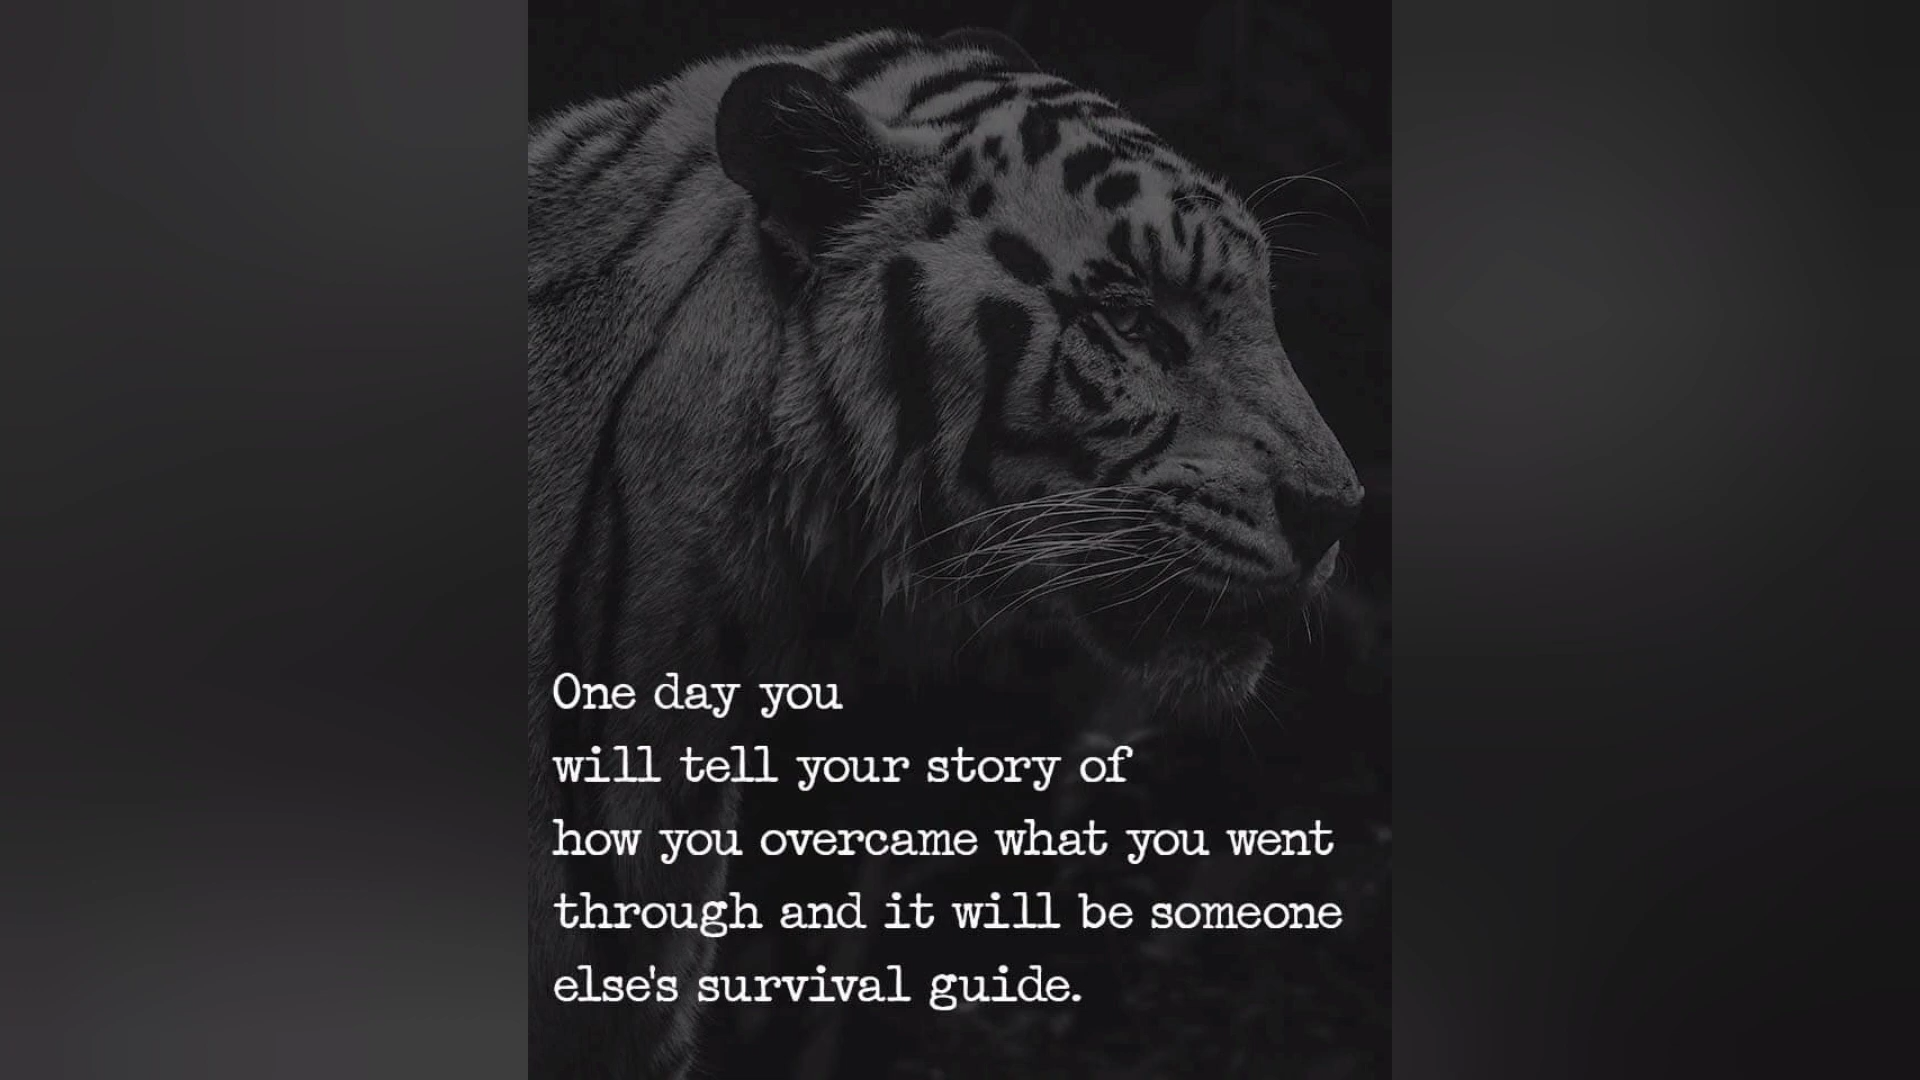 One day you
will tell your story of
how you overcame what you went
through and it will be someone
else's survival guide.